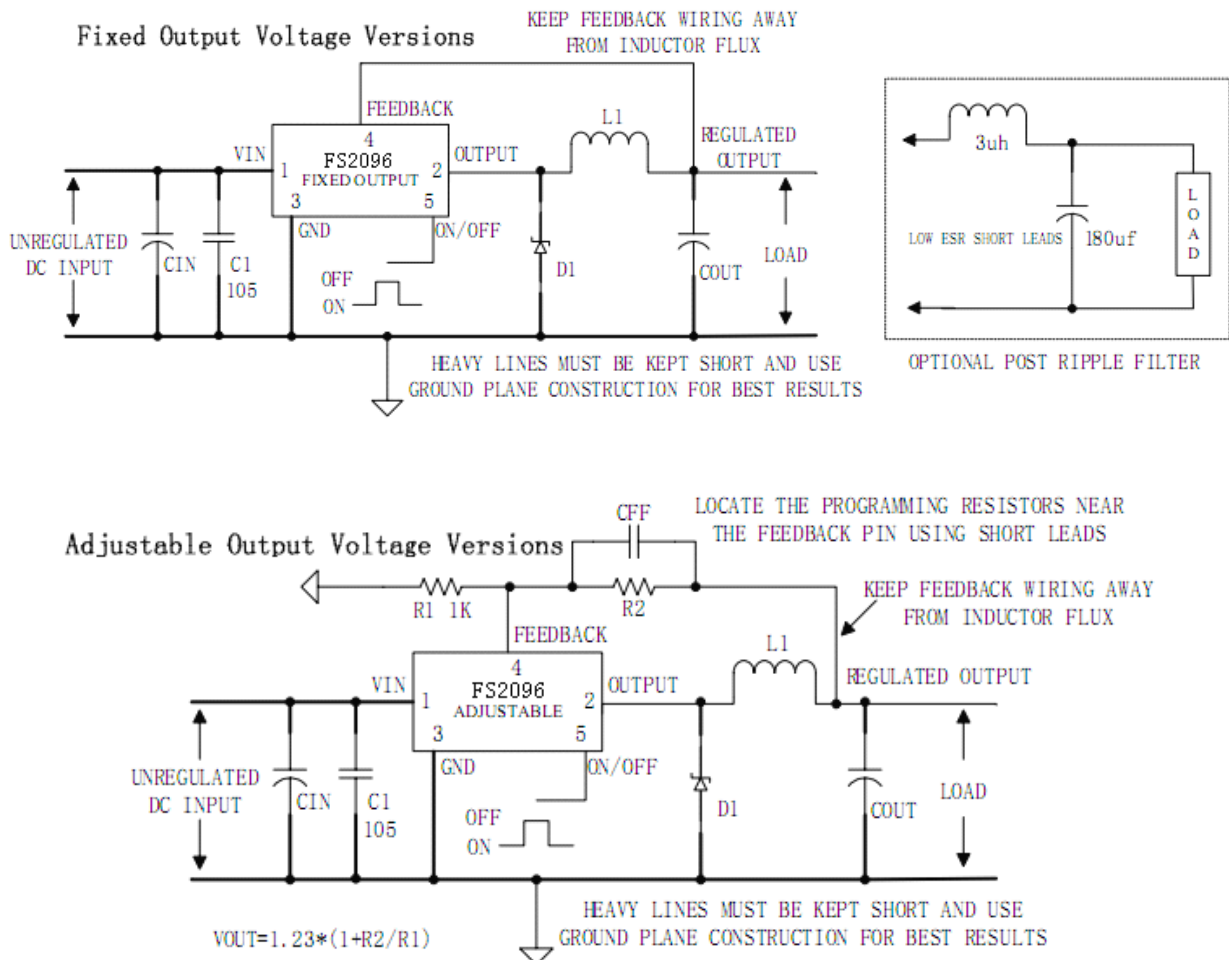 Fixed Output Voltage Versions
KEEP FEEDBACK WIRING AWAY
FROM INDUCTOR FLUX
FEEDBACK
4
VIN
1
FS2096
FIXED OUTPUT
2
OUTPUT
3
5
GND
ON/OFF
L1
REGULATED
OUTPUT
UNREGULATED
DC INPUT
CIN
C1
105
OFF
ON
D1
COUT
LOAD
HEAVY LINES MUST BE KEPT SHORT AND USE
GROUND PLANE CONSTRUCTION FOR BEST RESULTS
3uh
LOW ESR SHORT LEADS
180uf
LOAD
OPTIONAL POST RIPPLE FILTER
Adjustable Output Voltage Versions
CFF
LOCATE THE PROGRAMMING RESISTORS NEAR
THE FEEDBACK PIN USING SHORT LEADS
R1 1K
R2
KEEP FEEDBACK WIRING AWAY
FROM INDUCTOR FLUX
FEEDBACK
4
VIN
1
FS2096
ADJUSTABLE
2
OUTPUT
3
5
GND
ON/OFF
L1
REGULATED OUTPUT
UNREGULATED
DC INPUT
CIN
C1
105
OFF
ON
D1
COUT
LOAD
HEAVY LINES MUST BE KEPT SHORT AND USE
GROUND PLANE CONSTRUCTION FOR BEST RESULTS
VOUT=1.23*(1+R2/R1)